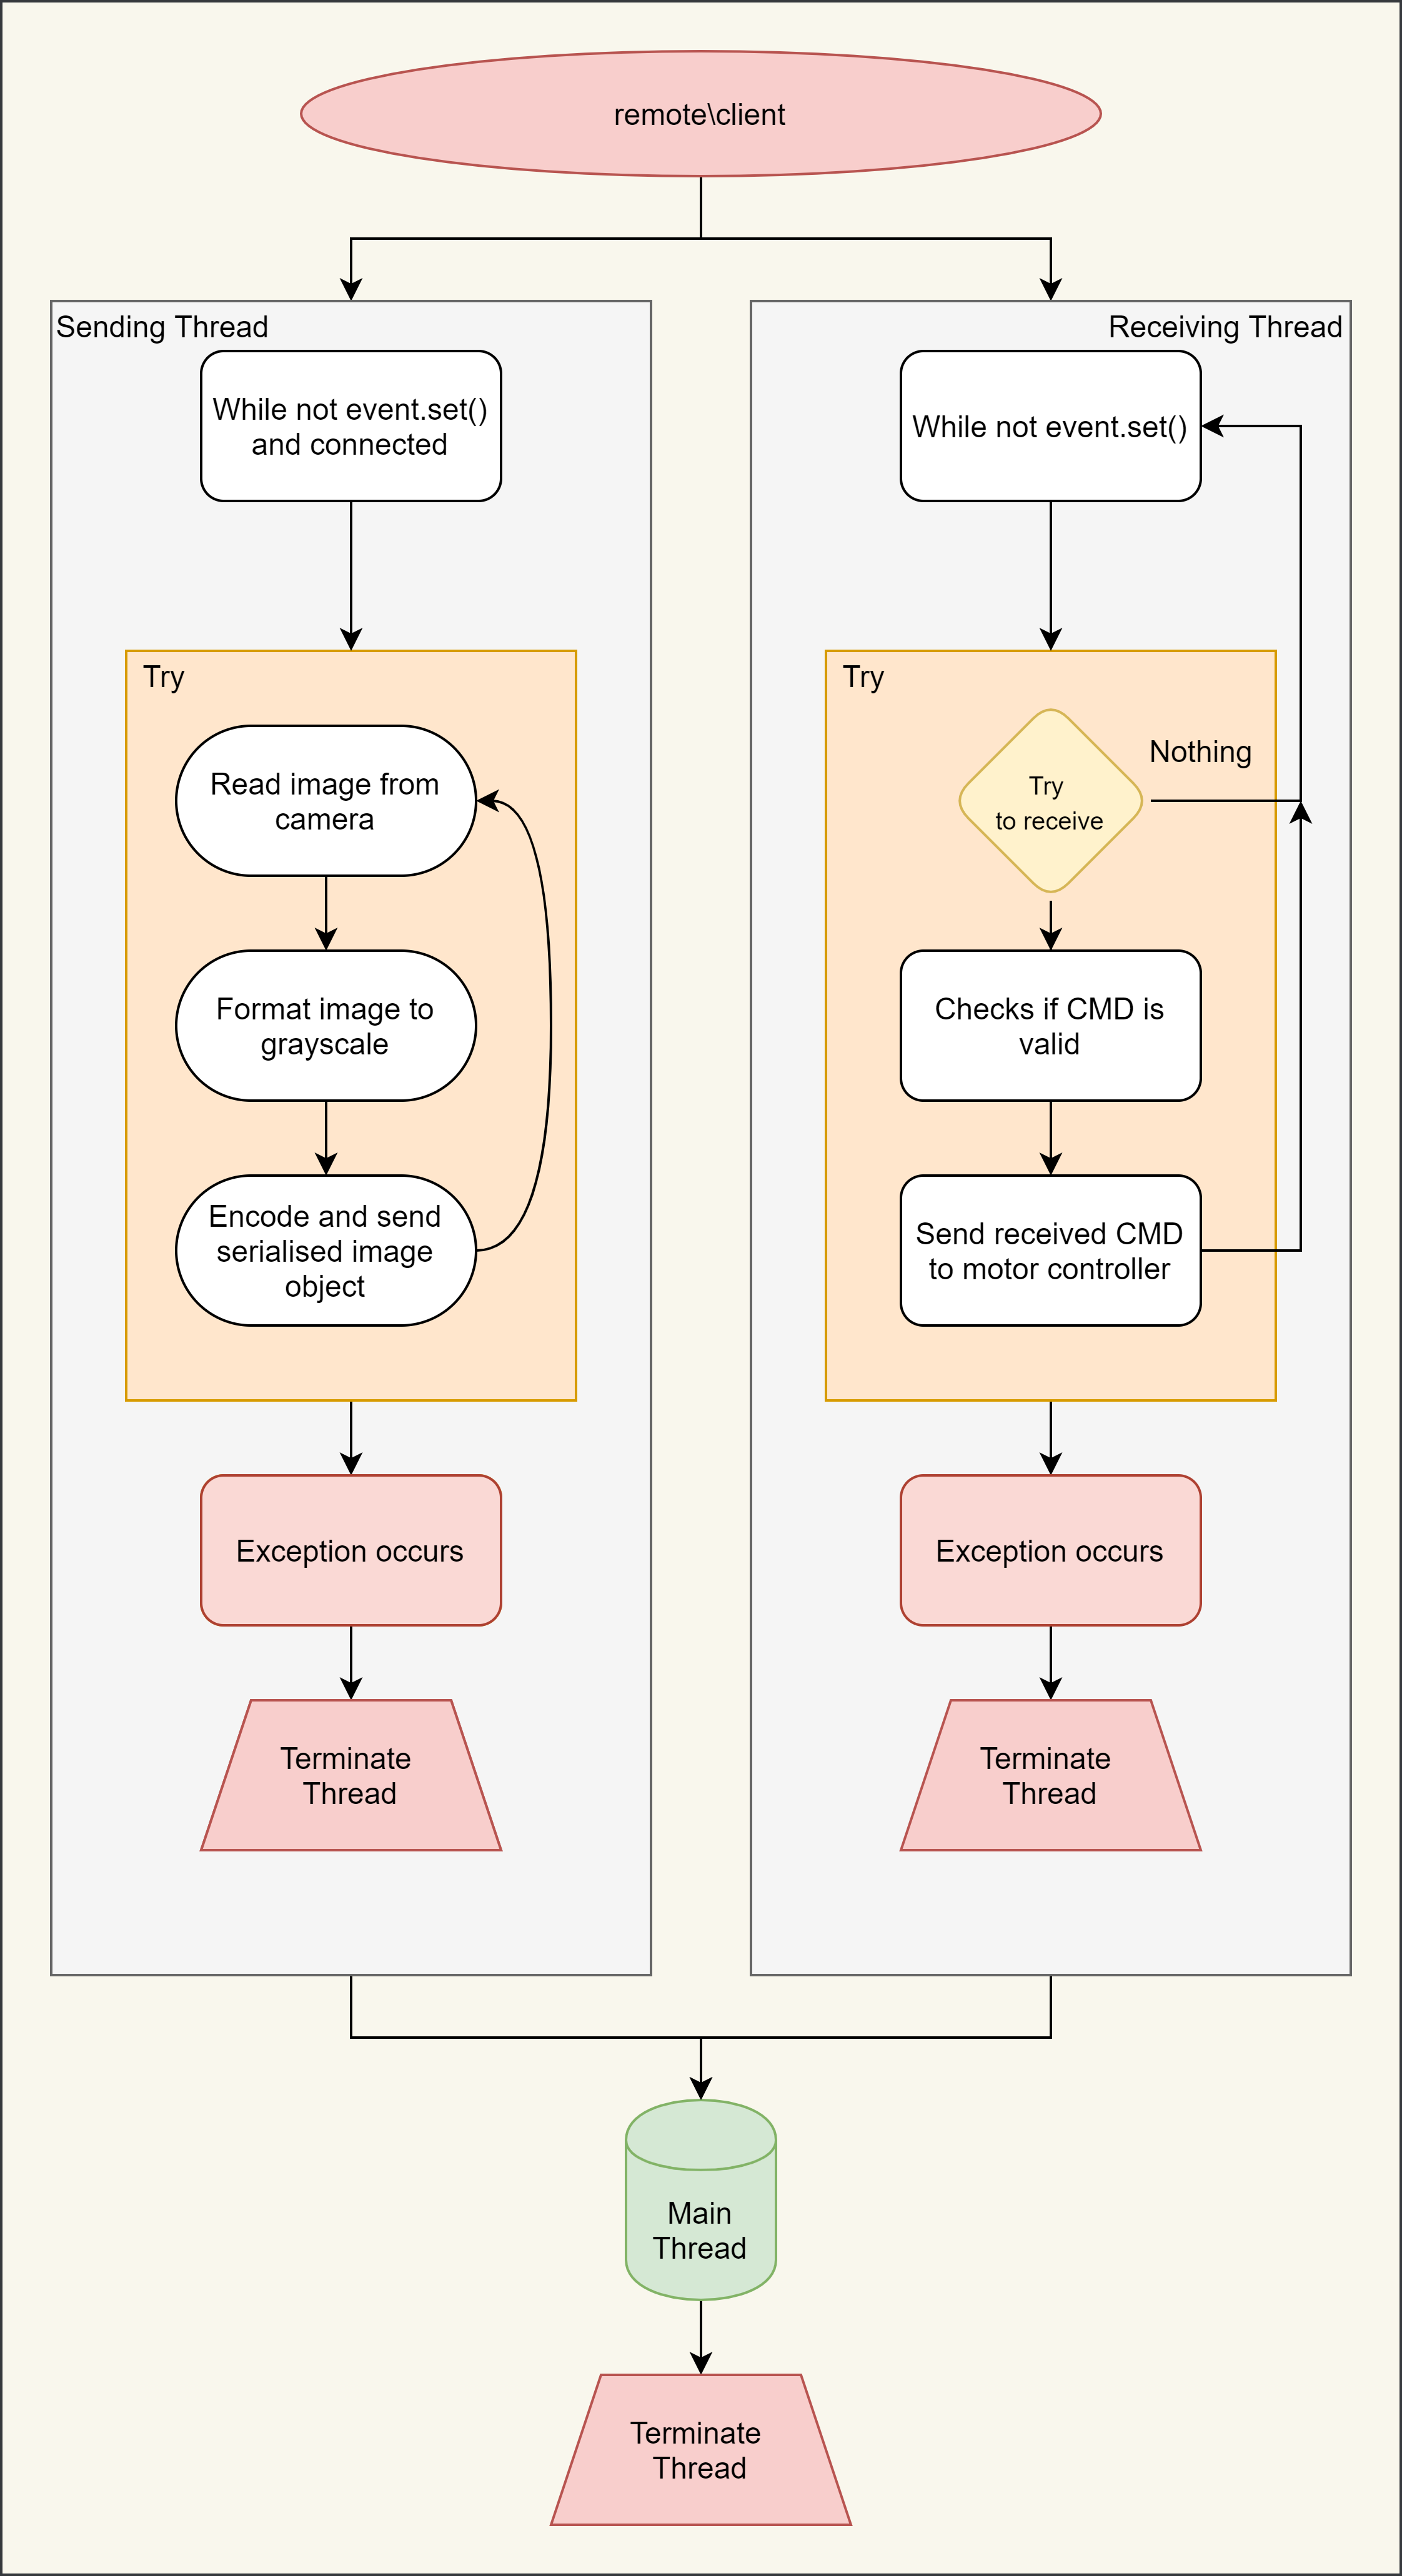 remote\client
Sending Thread
While not event.set()
and connected
Try
Read image from
camera
Format image to
grayscale
Encode and send
serialised image
object
Exception occurs
Terminate
Thread
Receiving Thread
While not event.set()
Try
Try
to receive
Nothing
Checks if CMD is
valid
Send received CMD
to motor controller
Exception occurs
Terminate
Thread
Main
Thread
Terminate
Thread